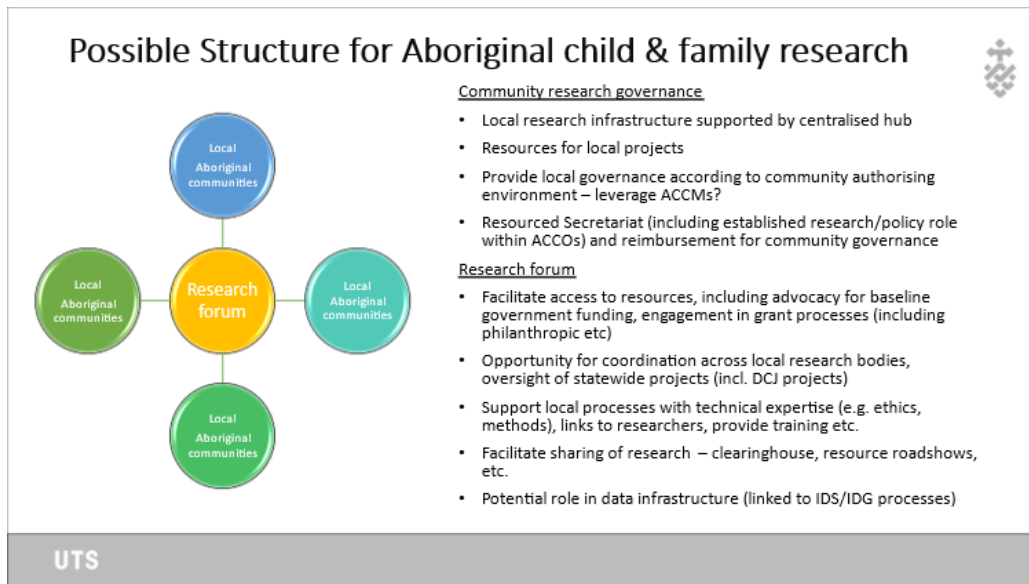 Possible Structure for Aboriginal child & family research
Local
Aboriginal
communities
Local
Aboriginal
communities
Research
forum
Local
Aboriginal
communities
Local
Aboriginal
communities
Community research governance
• Local research infrastructure supported by centralised hub
• Resources for local projects
• Provide local governance according to community authorising
environment – leverage ACCMs?
• Resourced Secretariat (including established research/policy role
within ACCOs) and reimbursement for community governance
Research forum
• Facilitate access to resources, including advocacy for baseline
government funding, engagement in grant processes (including
philanthropic etc)
• Opportunity for coordination across local research bodies,
oversight of statewide projects (incl. DCJ projects)
• Support local processes with technical expertise (e.g. ethics,
methods), links to researchers, provide training etc.
• Facilitate sharing of research – clearinghouse, resource roadshows,
etc.
• Potential role in data infrastructure (linked to IDS/IDG processes)
UTS